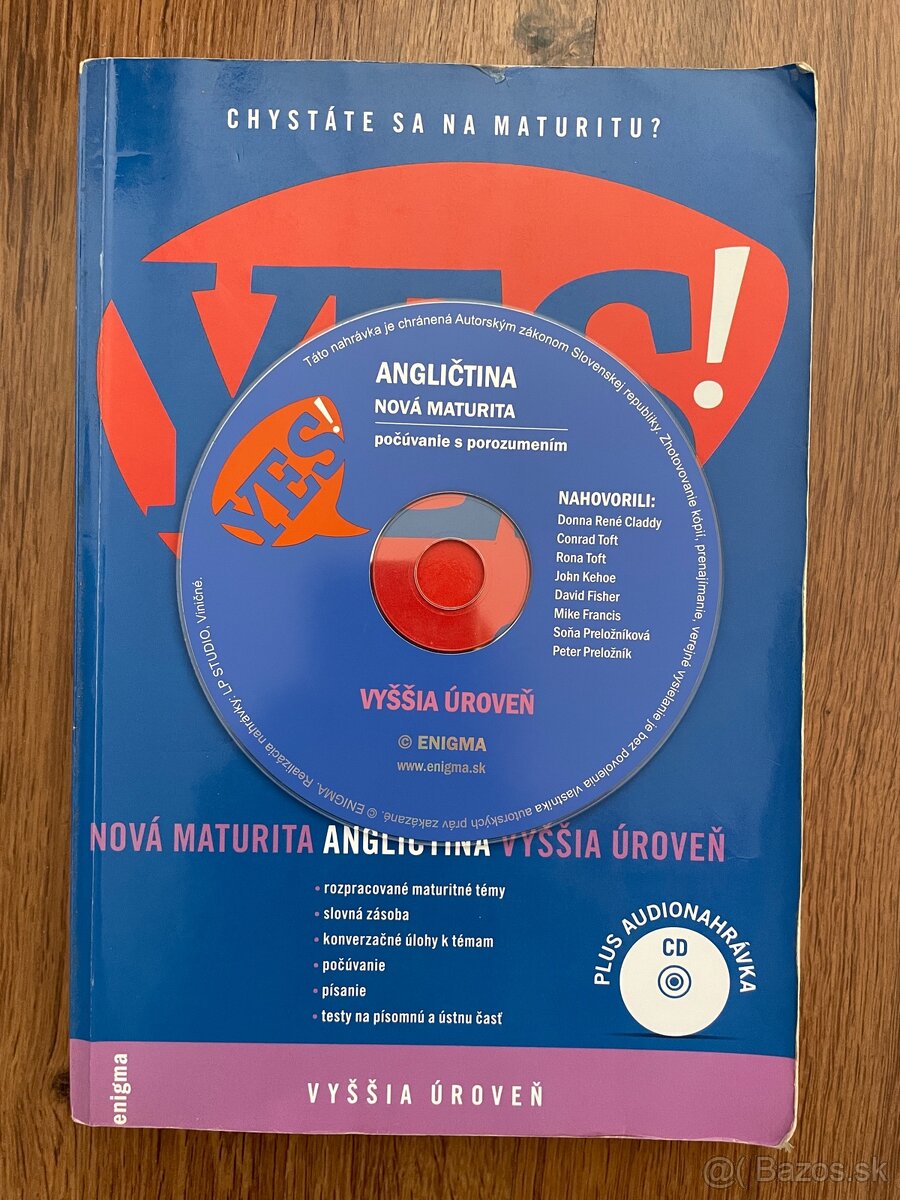 CHYSTÁTE SA NA MATURITU?
YES!
Táto nahrávka je chránená Autorským zákonom Slovenskej republiky. Zhotovovanie kópií, prenajímanie, verejné vysielanie je bez povolenia vlastníka autorských práv zakázané. © ENIGMA. Realizácia nahrávky: LP STUDIO, Viničné.
ANGLIČTINA
NOVÁ MATURITA
počúvanie s porozumením
YES!
NAHOVORILI:
Donna René Claddy
Conrad Toft
Rona Toft
John Kehoe
David Fisher
Mike Francis
Soňa Preložníková
Peter Preložník
VYŠŠIA ÚROVEŇ
© ENIGMA
www.enigma.sk
NOVÁ MATURITA ANGLIČTINA VYŠŠIA ÚROVEŇ
• rozpracované maturitné témy
• slovná zásoba
• konverzačné úlohy k témam
• počúvanie
• písanie
• testy na písomnú a ústnu časť
PLUS AUDIONAHRÁVKA
CD
enigma
VYŠŠIA ÚROVEŇ
@( Bazos.sk